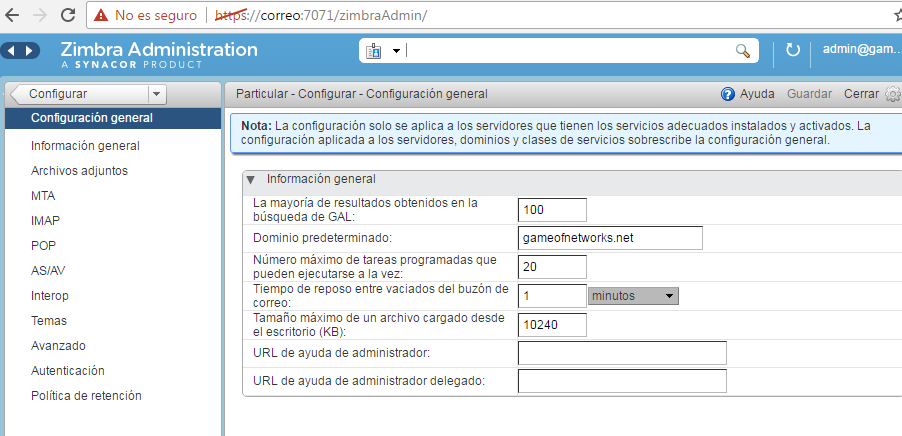 No es seguro https://correo:7071/zimbraAdmin/
Zimbra Administration
A SYNACOR PRODUCT
admin@gam...
Configurar
Particular - Configurar - Configuración general
Ayuda Guardar Cerrar
Configuración general
Información general
Archivos adjuntos
MTA
IMAP
POP
AS/AV
Interop
Temas
Avanzado
Autenticación
Política de retención
Nota: La configuración solo se aplica a los servidores que tienen los servicios adecuados instalados y activados. La
configuración aplicada a los servidores, dominios y clases de servicios sobrescribe la configuración general.
Información general
La mayoría de resultados obtenidos en la
búsqueda de GAL:
100
Dominio predeterminado:
gameofnetworks.net
Número máximo de tareas programadas que
pueden ejecutarse a la vez:
20
Tiempo de reposo entre vaciados del buzón de
correo:
1
minutos
Tamaño máximo de un archivo cargado desde
el escritorio (KB):
10240
URL de ayuda de administrador:
URL de ayuda de administrador delegado: